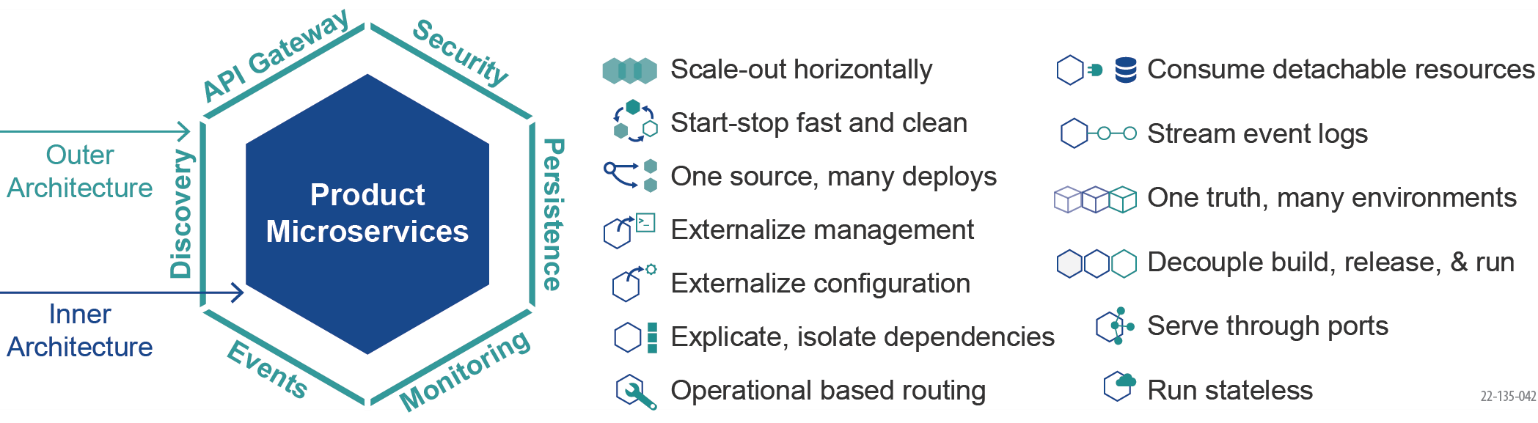 API Gateway
Security
Discovery
Persistence
Events
Monitoring
Outer
Architecture
Inner
Architecture
Product
Microservices
Scale-out horizontally
Start-stop fast and clean
One source, many deploys
Externalize management
>_
Externalize configuration
Explicate, isolate dependencies
Operational based routing
Consume detachable resources
Stream event logs
One truth, many environments
Decouple build, release, & run
Serve through ports
Run stateless
22-135-042